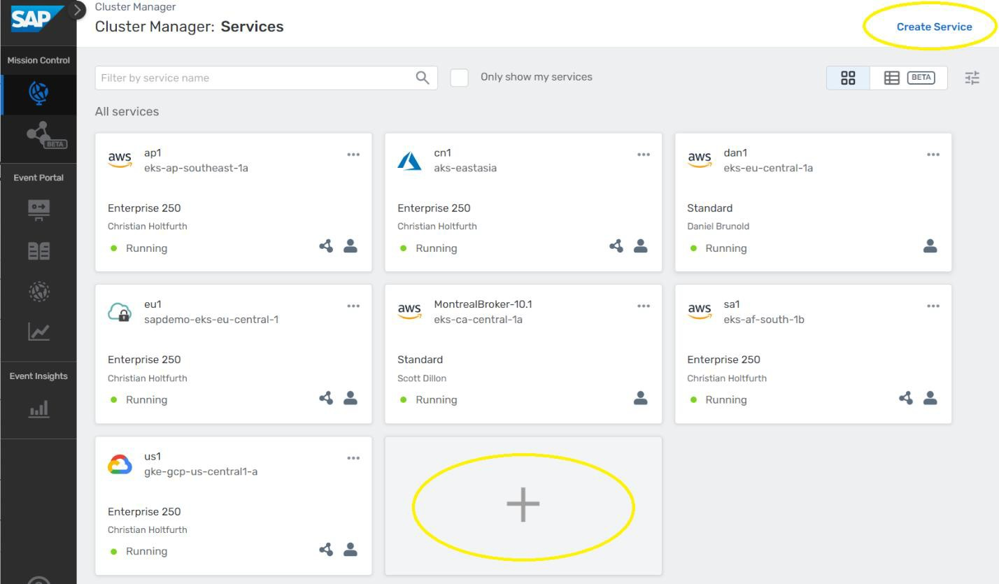 SAP
Cluster Manager
Cluster Manager: Services
Create Service
Mission Control
BETA
Event Portal
Event Insights
Filter by service name
Only show my services
BETA
All services
aws
ap1
eks-ap-southeast-1a
Enterprise 250
Christian Holtfurth
Running
cn1
aks-eastasia
Enterprise 250
Christian Holtfurth
Running
aws
dan1
eks-eu-central-1a
Standard
Daniel Brunold
Running
eu1
sapdemo-eks-eu-central-1
Enterprise 250
Christian Holtfurth
Running
aws
MontrealBroker-10.1
eks-ca-central-1a
Standard
Scott Dillon
Running
aws
sa1
eks-af-south-1b
Enterprise 250
Christian Holtfurth
Running
us1
gke-gcp-us-central1-a
Enterprise 250
Christian Holtfurth
Running